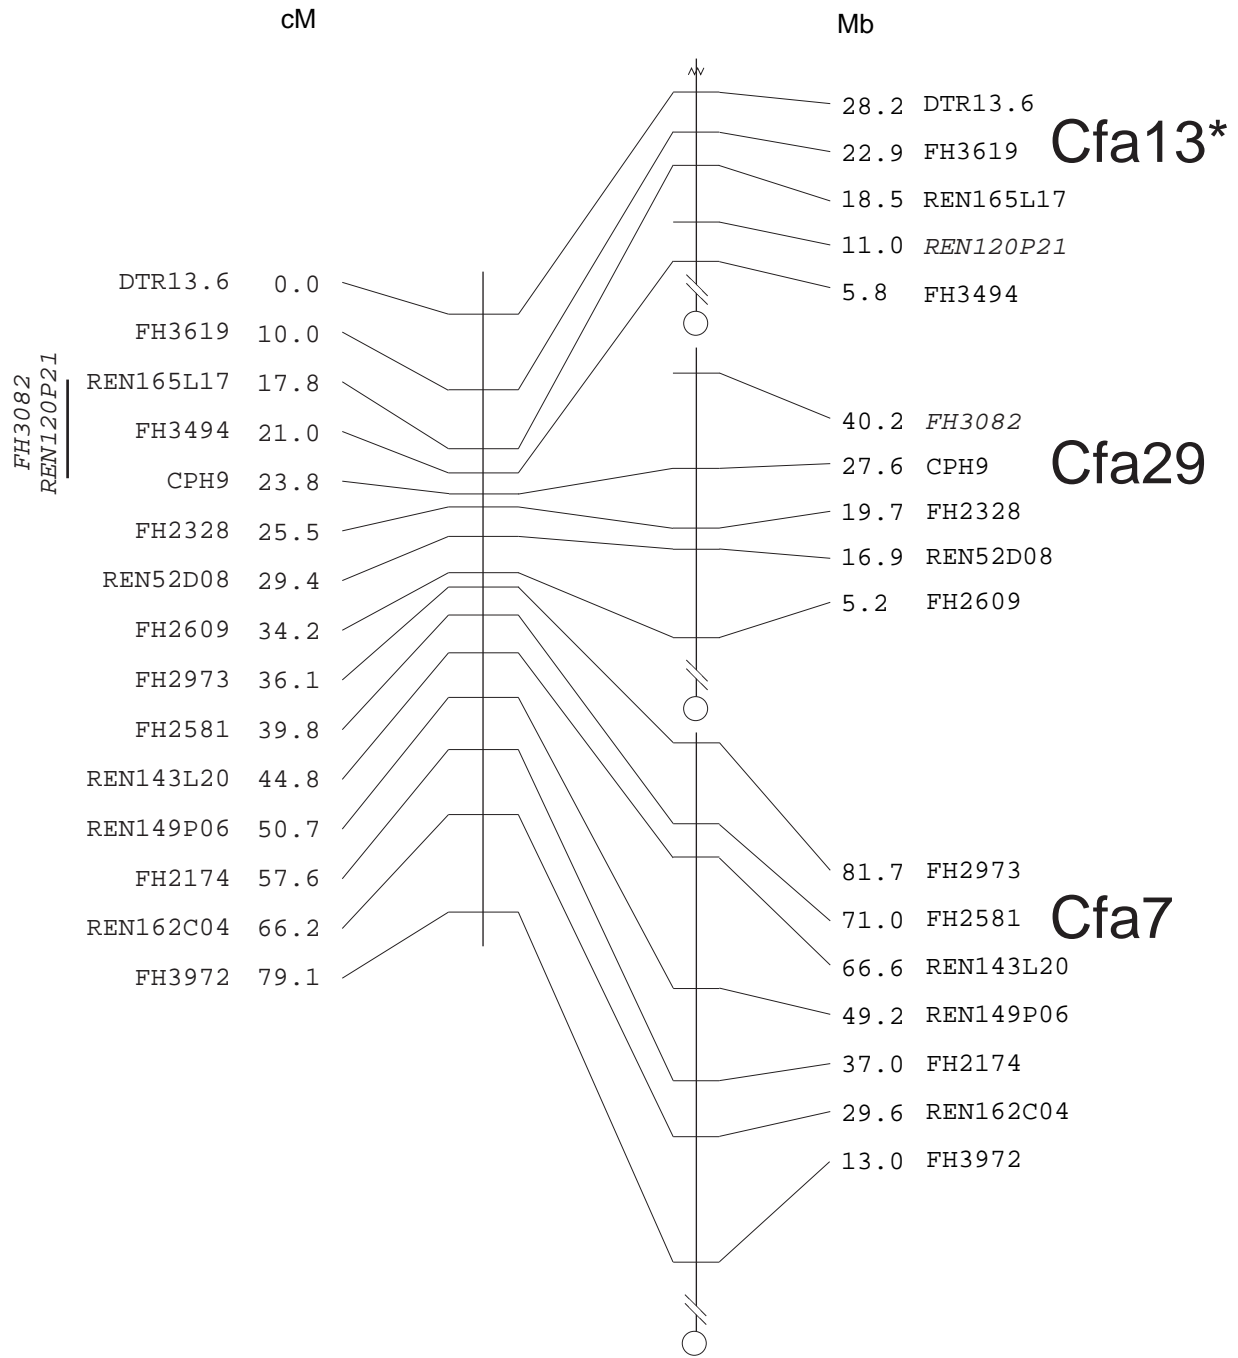 cM
Mb
FH3082
REN120P21
DTR13.6 0.0
FH3619 10.0
REN165L17 17.8
FH3494 21.0
CPH9 23.8
FH2328 25.5
REN52D08 29.4
FH2609 34.2
FH2973 36.1
FH2581 39.8
REN143L20 44.8
REN149P06 50.7
FH2174 57.6
REN162C04 66.2
FH3972 79.1
28.2 DTR13.6
22.9 FH3619
18.5 REN165L17
11.0 REN120P21
5.8 FH3494
Cfa13*
40.2 FH3082
27.6 CPH9
19.7 FH2328
16.9 REN52D08
5.2 FH2609
Cfa29
81.7 FH2973
71.0 FH2581
66.6 REN143L20
49.2 REN149P06
37.0 FH2174
29.6 REN162C04
13.0 FH3972
Cfa7